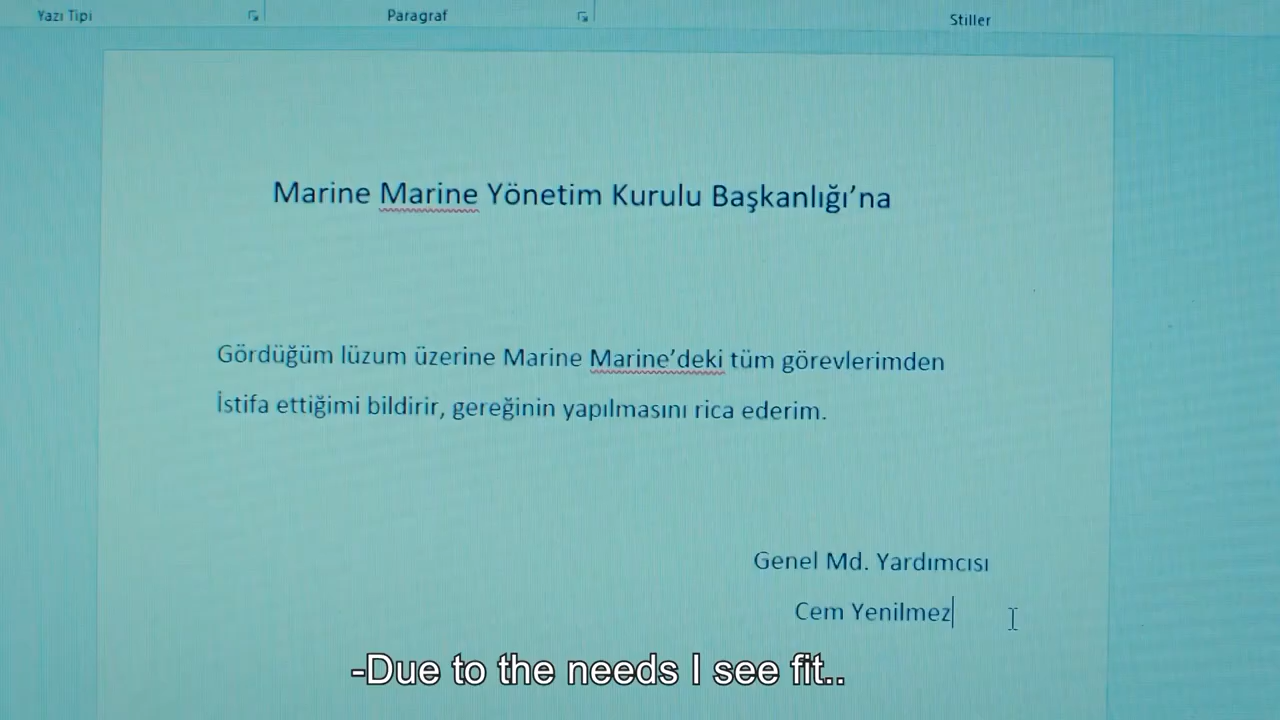 Yazı Tipi Paragraf Stiller
Marine Marine Yönetim Kurulu Başkanlığı'na
Gördüğüm lüzum üzerine Marine Marine'deki tüm görevlerimden
İstifa ettiğimi bildirir, gereğinin yapılmasını rica ederim.
Genel Md. Yardımcısı
Cem Yenilmez
-Due to the needs I see fit..